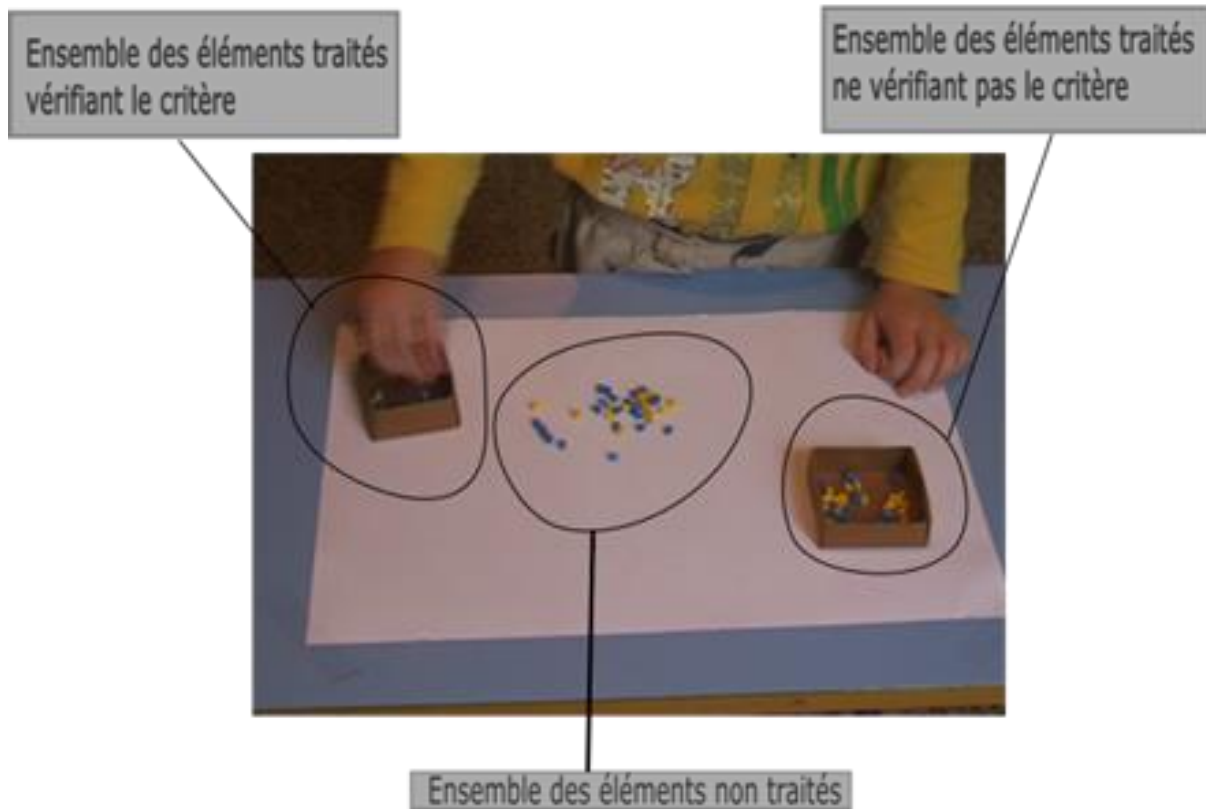 Ensemble des éléments traités
vérifiant le critère
Ensemble des éléments traités
ne vérifiant pas le critère
Ensemble des éléments non traités